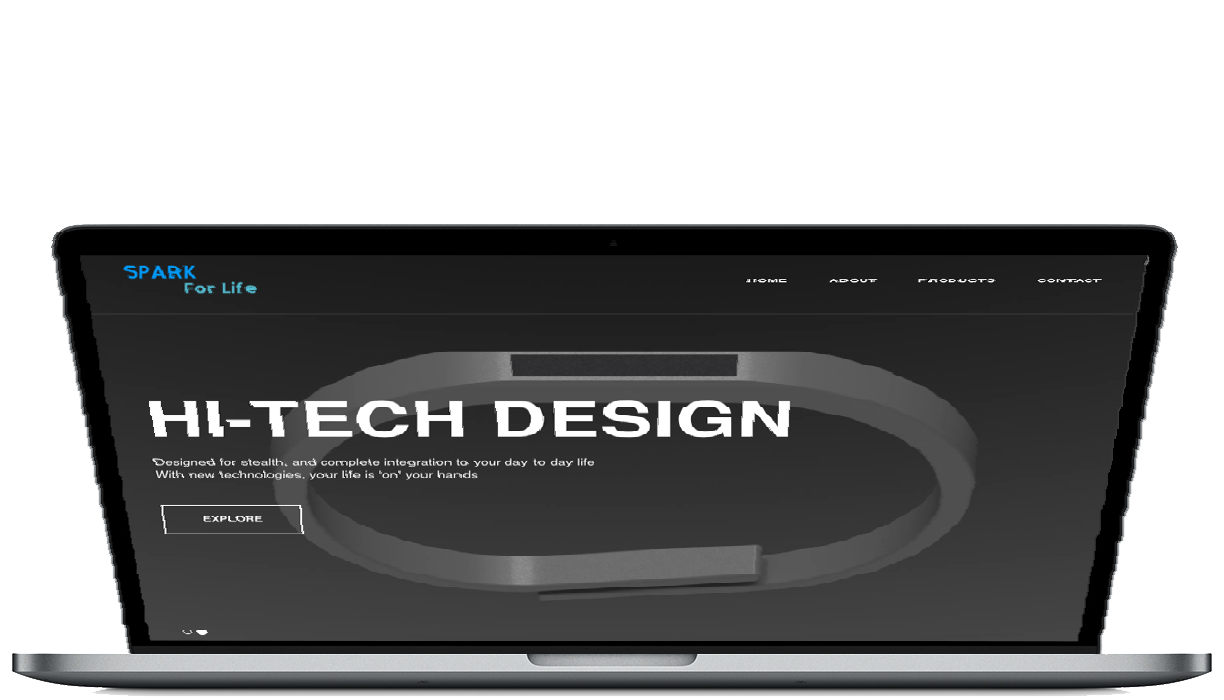 SPARK
For Life
HOME ABOUT PRODUCTS CONTACT
HI-TECH DESIGN
Designed for stealth, and complete integration to your day to day life
With new technologies, your life is 'on' your hands
EXPLORE